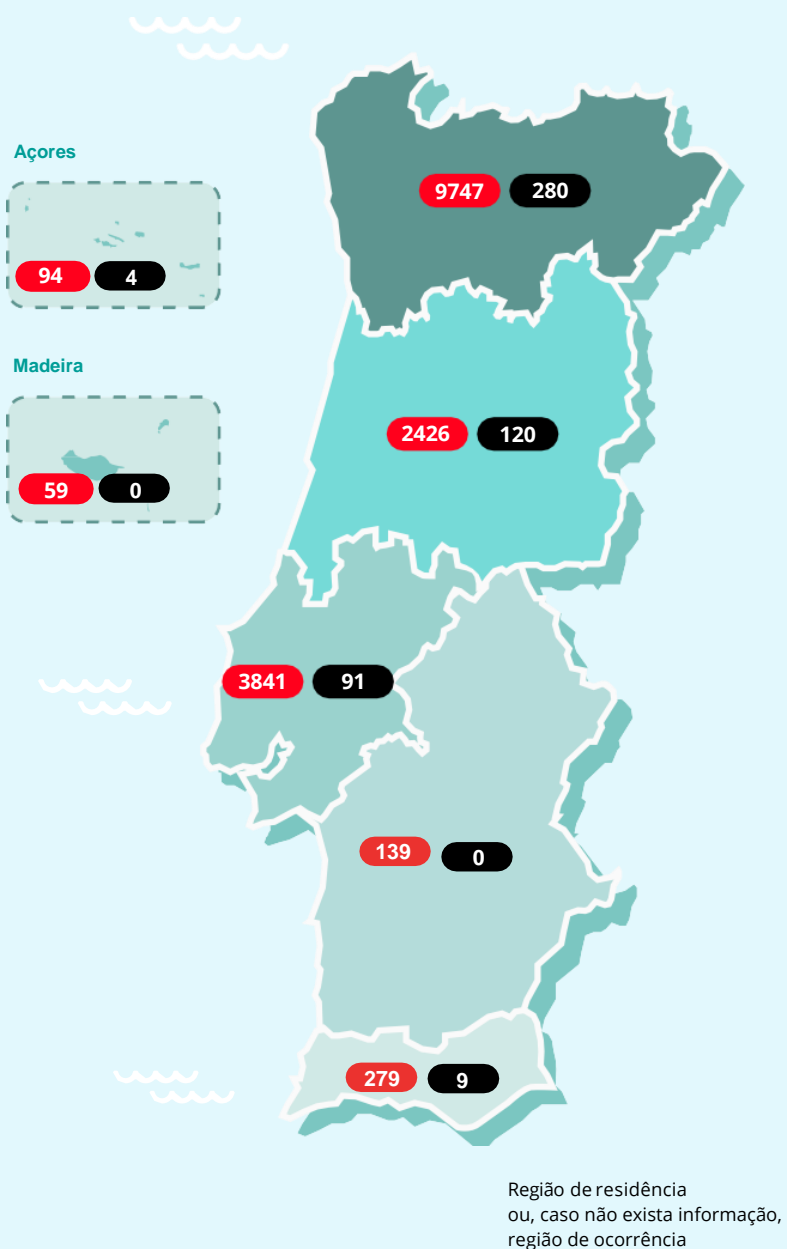 Açores
9747 280
94 4
Madeira
2426 120
59 0
3841 91
139 0
279 9
Região de residência
ou, caso não exista informação,
região de ocorrência